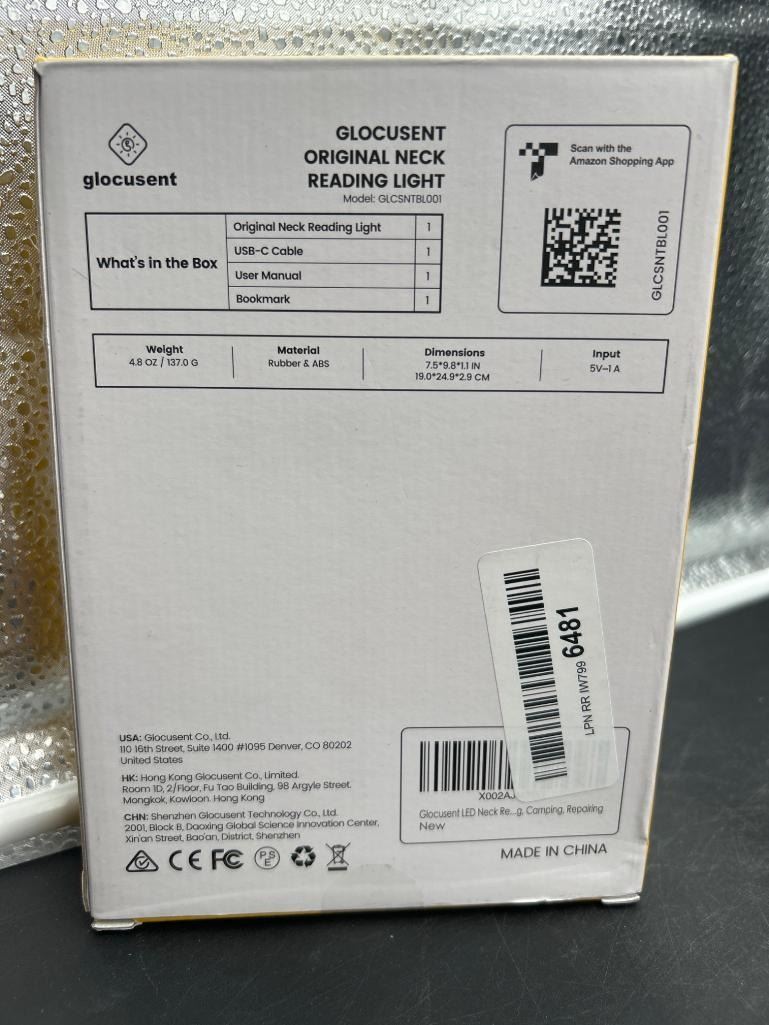 glocusent
GLOCUSENT
ORIGINAL NECK
READING LIGHT
Model: GLCSNTBL001
Scan with the
Amazon Shopping App
GLCSNTBL001
What's in the Box
Original Neck Reading Light 1
USB-C Cable 1
User Manual 1
Bookmark 1
Weight
4.8 OZ / 137.0 G
Material
Rubber & ABS
Dimensions
7.5*9.8*1.1 IN
19.0*24.9*2.9 CM
Input
5V⎓1 A
LPN RR IW799 6481
USA: Glocusent Co., Ltd.
110 16th Street, Suite 1400 #1095 Denver, CO 80202
United States
HK: Hong Kong Glocusent Co., Limited.
Room 1D, 2/Floor, Fu Tao Building, 98 Argyle Street.
Mongkok, Kowloon. Hong Kong
CHN: Shenzhen Glocusent Technology Co., Ltd.
2001, Block B, Daoxing Global Science Innovation Center,
Xin'an Street, Bao'an, District, Shenzhen
CE FC PSE
X002A
Glocusent LED Neck Re...g, Camping, Repairing
New
MADE IN CHINA